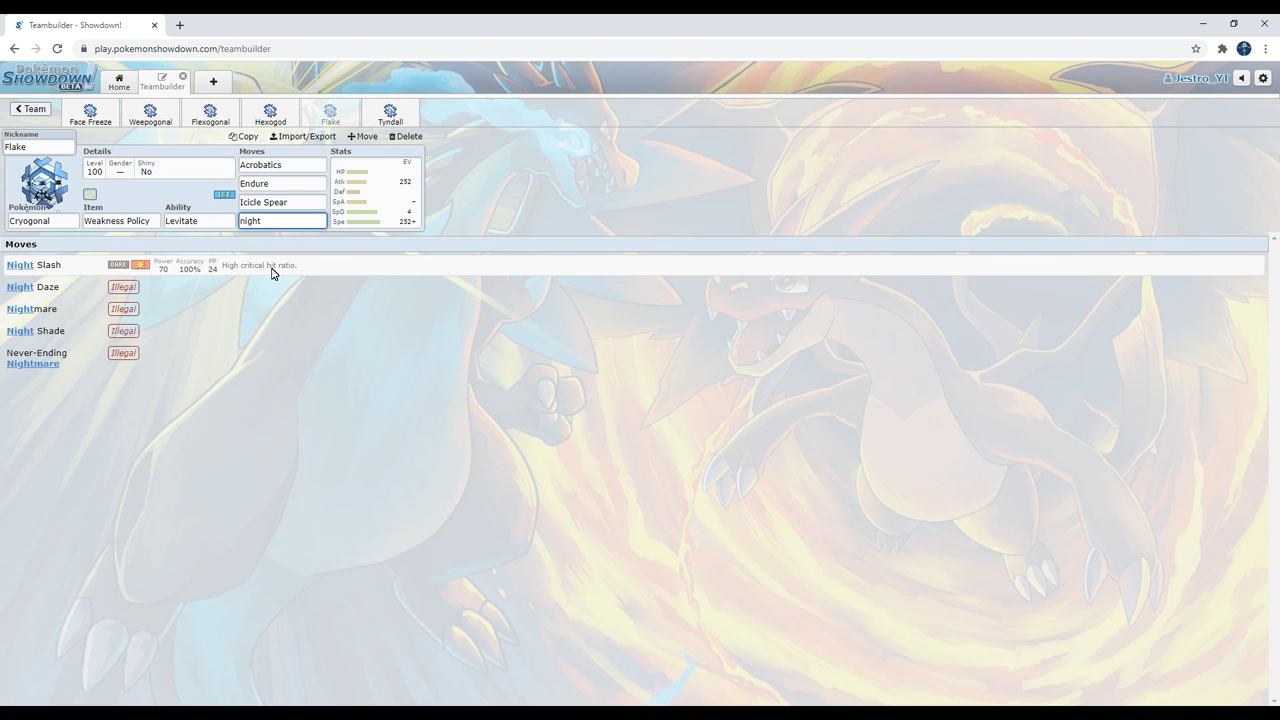 Teambuilder - Showdown!
play.pokemonshowdown.com/teambuilder
Pokémon
SHOWDOWN
BETA
Home
Teambuilder
Jestro_YT
< Team
Face Freeze
Weepogonal
Flexogonal
Hexogod
Flake
Tyndall
Nickname
Flake
Copy Import/Export Move Delete
Details
Level Gender Shiny
100 — No
ICE
Pokémon Item Ability
Cryogonal Weakness Policy Levitate
Moves
Acrobatics
Endure
Icicle Spear
night
Stats
EV
HP
Atk 252
Def
SpA –
SpD 4
Spe 252+
Moves
Night Slash DARK Power 70 Accuracy 100% PP 24 High critical hit ratio.
Night Daze Illegal
Nightmare Illegal
Night Shade Illegal
Never-Ending Illegal
Nightmare